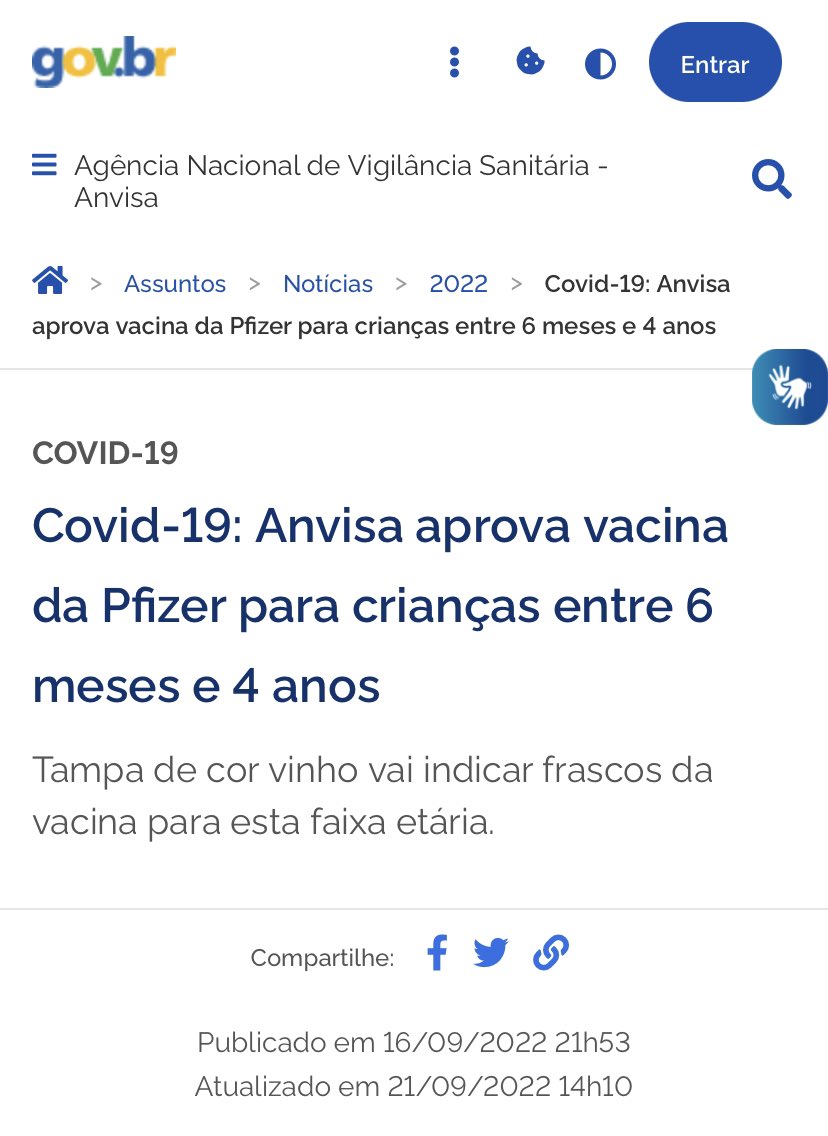 gov.br
Entrar
Agência Nacional de Vigilância Sanitária -
Anvisa
> Assuntos > Notícias > 2022 > Covid-19: Anvisa
aprova vacina da Pfizer para crianças entre 6 meses e 4 anos
COVID-19
Covid-19: Anvisa aprova vacina
da Pfizer para crianças entre 6
meses e 4 anos
Tampa de cor vinho vai indicar frascos da
vacina para esta faixa etária.
Compartilhe:
Publicado em 16/09/2022 21h53
Atualizado em 21/09/2022 14h10